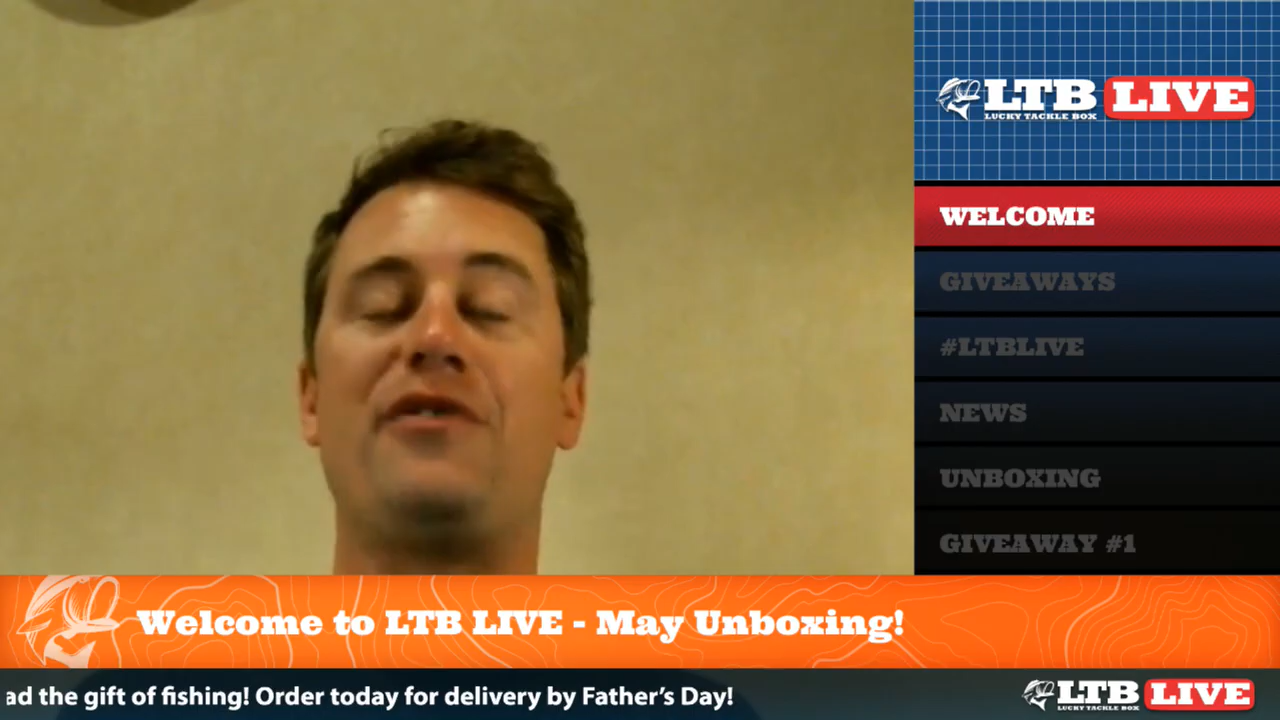 LTB LIVE
LUCKY TACKLE BOX
WELCOME
GIVEAWAYS
#LTBLIVE
NEWS
UNBOXING
GIVEAWAY #1
Welcome to LTB LIVE - May Unboxing!
ad the gift of fishing! Order today for delivery by Father's Day!
LTB LIVE
LUCKY TACKLE BOX